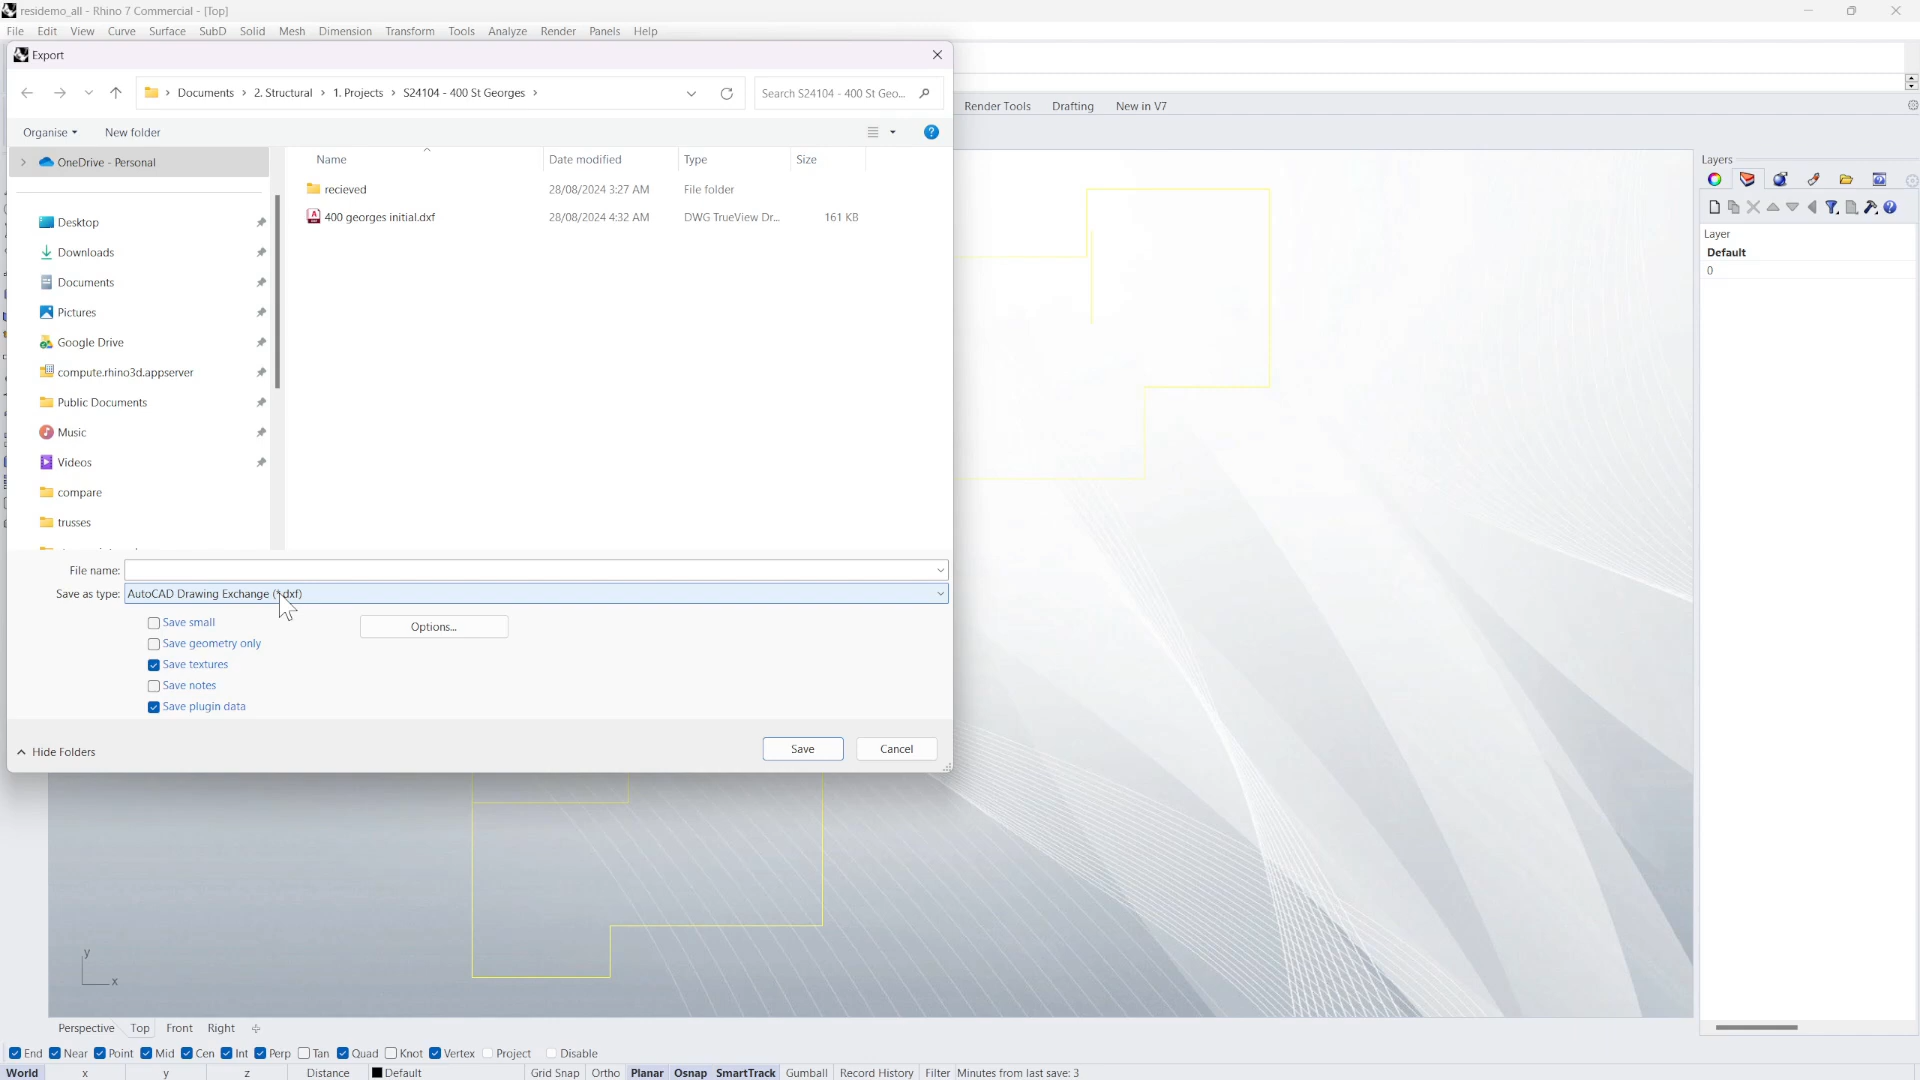 residemo_all - Rhino 7 Commercial - [Top]
File Edit View Curve Surface SubD Solid Mesh Dimension Transform Tools Analyze Render Panels Help
Export
Documents › 2. Structural › 1. Projects › S24104 - 400 St Georges ›
Search S24104 - 400 St Geo...
Render Tools Drafting New in V7
Organise New folder
OneDrive - Personal
Name Date modified Type Size
recieved 28/08/2024 3:27 AM File folder
400 georges initial.dxf 28/08/2024 4:32 AM DWG TrueView Dr... 161 KB
Desktop
Downloads
Documents
Pictures
Google Drive
compute.rhino3d.appserver
Public Documents
Music
Videos
compare
trusses
File name:
Save as type: AutoCAD Drawing Exchange (*.dxf)
Save small
Options...
Save geometry only
Save textures
Save notes
Save plugin data
Hide Folders
Save Cancel
Layers
Layer
Default
0
y
x
Perspective Top Front Right
End Near Point Mid Cen Int Perp Tan Quad Knot Vertex Project Disable
World x y z Distance Default Grid Snap Ortho Planar Osnap SmartTrack Gumball Record History Filter Minutes from last save: 3